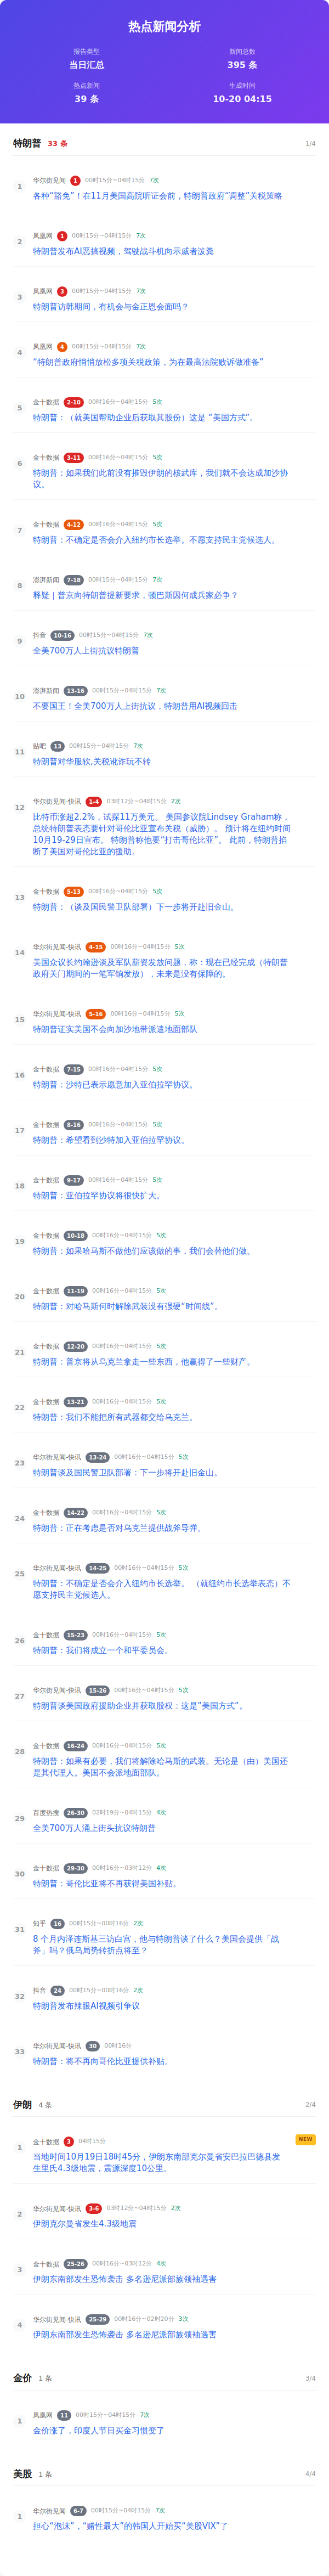 热点新闻分析
报告类型
新闻总数
当日汇总
395 条
热点新闻
生成时间
39 条
10-20 04:15
特朗普 33 条 1/4
1
华尔街见闻 1 00时15分~04时15分 7次
各种“豁免”！在11月美国高院听证会前，特朗普政府“调整”关税策略
2
凤凰网 1 00时15分~04时15分 7次
特朗普发布AI恶搞视频，驾驶战斗机向示威者泼粪
3
凤凰网 3 00时15分~04时15分 7次
特朗普访韩期间，有机会与金正恩会面吗？
4
凤凰网 4 00时15分~04时15分 7次
“特朗普政府悄悄放松多项关税政策，为在最高法院败诉做准备”
5
金十数据 2-10 00时16分~04时15分 5次
特朗普：（就美国帮助企业后获取其股份）这是 “美国方式”。
6
金十数据 3-11 00时16分~04时15分 5次
特朗普：如果我们此前没有摧毁伊朗的核武库，我们就不会达成加沙协
议。
7
金十数据 4-12 00时16分~04时15分 5次
特朗普：不确定是否会介入纽约市长选举。不愿支持民主党候选人。
8
澎湃新闻 7-18 00时15分~04时15分 7次
释疑｜普京向特朗普提新要求，顿巴斯因何成兵家必争？
9
抖音 10-16 00时15分~04时15分 7次
全美700万人上街抗议特朗普
10
澎湃新闻 13-16 00时15分~04时15分 7次
不要国王！全美700万人上街抗议，特朗普用AI视频回击
11
贴吧 13 00时15分~04时15分 7次
特朗普对华服软,关税讹诈玩不转
12
华尔街见闻-快讯 1-4 03时12分~04时15分 2次
比特币涨超2.2%，试探11万美元。 美国参议院Lindsey Graham称，
总统特朗普表态要针对哥伦比亚宣布关税（威胁）。 预计将在纽约时间
10月19-29日宣布。 特朗普称他要“打击哥伦比亚”。 此前，特朗普掐
断了美国对哥伦比亚的援助。
13
金十数据 5-13 00时16分~04时15分 5次
特朗普：（谈及国民警卫队部署）下一步将开赴旧金山。
14
华尔街见闻-快讯 4-15 00时16分~04时15分 5次
美国众议长约翰逊谈及军队薪资发放问题，称：现在已经完成（特朗普
政府关门期间的一笔军饷发放），未来是没有保障的。
15
华尔街见闻-快讯 5-16 00时16分~04时15分 5次
特朗普证实美国不会向加沙地带派遣地面部队
16
金十数据 7-15 00时16分~04时15分 5次
特朗普：沙特已表示愿意加入亚伯拉罕协议。
17
金十数据 8-16 00时16分~04时15分 5次
特朗普：希望看到沙特加入亚伯拉罕协议。
18
金十数据 9-17 00时16分~04时15分 5次
特朗普：亚伯拉罕协议将很快扩大。
19
金十数据 10-18 00时16分~04时15分 5次
特朗普：如果哈马斯不做他们应该做的事，我们会替他们做。
20
金十数据 11-19 00时16分~04时15分 5次
特朗普：对哈马斯何时解除武装没有强硬“时间线”。
21
金十数据 12-20 00时16分~04时15分 5次
特朗普：普京将从乌克兰拿走一些东西，他赢得了一些财产。
22
金十数据 13-21 00时16分~04时15分 5次
特朗普：我们不能把所有武器都交给乌克兰。
23
华尔街见闻-快讯 13-24 00时16分~04时15分 5次
特朗普谈及国民警卫队部署：下一步将开赴旧金山。
24
金十数据 14-22 00时16分~04时15分 5次
特朗普：正在考虑是否对乌克兰提供战斧导弹。
25
华尔街见闻-快讯 14-25 00时16分~04时15分 5次
特朗普：不确定是否会介入纽约市长选举。 （就纽约市长选举表态）不
愿支持民主党候选人。
26
金十数据 15-23 00时16分~04时15分 5次
特朗普：我们将成立一个和平委员会。
27
华尔街见闻-快讯 15-26 00时16分~04时15分 5次
特朗普谈美国政府援助企业并获取股权：这是“美国方式”。
28
金十数据 16-24 00时16分~04时15分 5次
特朗普：如果有必要，我们将解除哈马斯的武装。无论是（由）美国还
是其代理人。美国不会派地面部队。
29
百度热搜 26-30 02时19分~04时15分 4次
全美700万人涌上街头抗议特朗普
30
金十数据 29-30 00时16分~03时12分 4次
特朗普：哥伦比亚将不再获得美国补贴。
31
知乎 16 00时15分~00时16分 2次
8 个月内泽连斯基三访白宫，他与特朗普谈了什么？美国会提供「战
斧」吗？俄乌局势转折点将至？
32
抖音 24 00时15分~00时16分 2次
特朗普发布辣眼AI视频引争议
33
华尔街见闻-快讯 30 00时16分
特朗普：将不再向哥伦比亚提供补贴。
伊朗 4 条 2/4
1
金十数据 3 04时15分 NEW
当地时间10月19日18时45分，伊朗东南部克尔曼省安巴拉巴德县发
生里氏4.3级地震，震源深度10公里。
2
华尔街见闻-快讯 3-6 03时12分~04时15分 2次
伊朗克尔曼省发生4.3级地震
3
金十数据 25-26 00时16分~03时12分 4次
伊朗东南部发生恐怖袭击 多名逊尼派部族领袖遇害
4
华尔街见闻-快讯 25-29 00时16分~02时20分 3次
伊朗东南部发生恐怖袭击 多名逊尼派部族领袖遇害
金价 1 条 3/4
1
凤凰网 11 00时15分~04时15分 7次
金价涨了，印度人节日买金习惯变了
美股 1 条 4/4
1
华尔街见闻 6-7 00时15分~04时15分 7次
担心“泡沫”，“赌性最大”的韩国人开始买“美股VIX”了